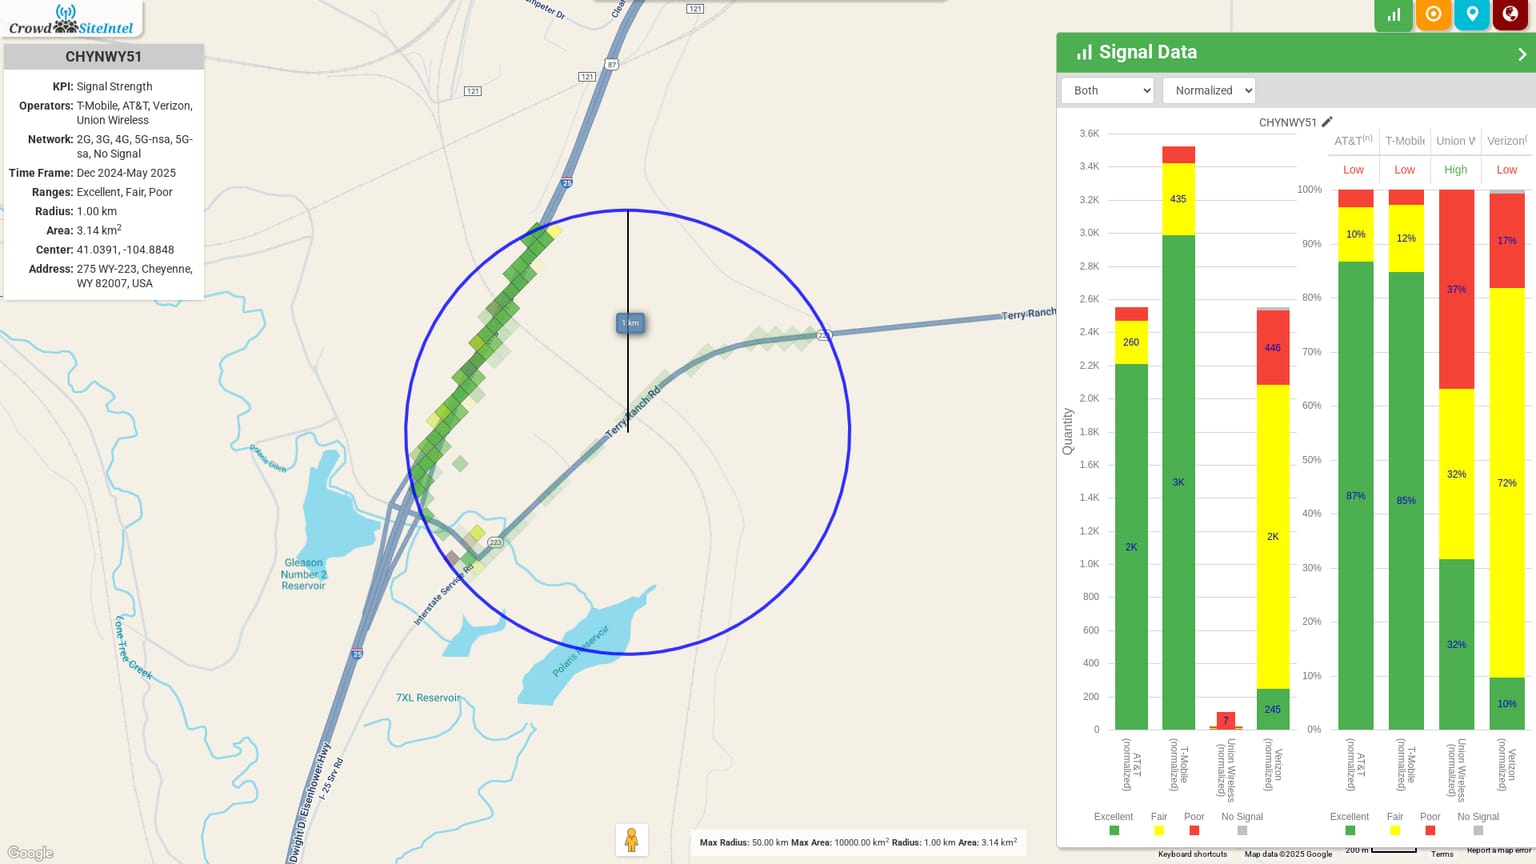 Crowd SiteIntel
CHYNWY51
KPI: Signal Strength
Operators: T-Mobile, AT&T, Verizon,
Union Wireless
Network: 2G, 3G, 4G, 5G-nsa, 5G-
sa, No Signal
Time Frame: Dec 2024-May 2025
Ranges: Excellent, Fair, Poor
Radius: 1.00 km
Area: 3.14 km²
Center: 41.0391, -104.8848
Address: 275 WY-223, Cheyenne,
WY 82007, USA
121
87
121
121
25
1 km
Terry Ranch
Terry Ranch Rd
223
Polaris Ditch
Gleason
Number 2
Reservoir
Interstate Service Rd
Polaris Reservoir
25
7XL Reservoir
Lone Tree Creek
Dwight D. Eisenhower Hwy
I-25 Srv Rd
Google
Max Radius: 50.00 km Max Area: 10000.00 km² Radius: 1.00 km Area: 3.14 km²
Signal Data
Both
Normalized
CHYNWY51
3.6K
3.4K
3.2K
3.0K
2.8K
2.6K
2.4K
2.2K
2.0K
1.8K
1.6K
1.4K
1.2K
1.0K
800
600
400
200
0
Quantity
260
2K
435
3K
7
446
2K
245
AT&T
(normalized)
T-Mobile
(normalized)
Union Wireless
(normalized)
Verizon
(normalized)
Excellent Fair Poor No Signal
AT&T(n) T-Mobile Union W Verizon(
Low Low High Low
100%
90%
80%
70%
60%
50%
40%
30%
20%
10%
0%
10%
87%
12%
85%
37%
32%
32%
17%
72%
10%
AT&T
(normalized)
T-Mobile
(normalized)
Union Wireless
(normalized)
Verizon
(normalized)
Excellent Fair Poor No Signal
Keyboard shortcuts Map data ©2025 Google 200 m Terms Report a map error